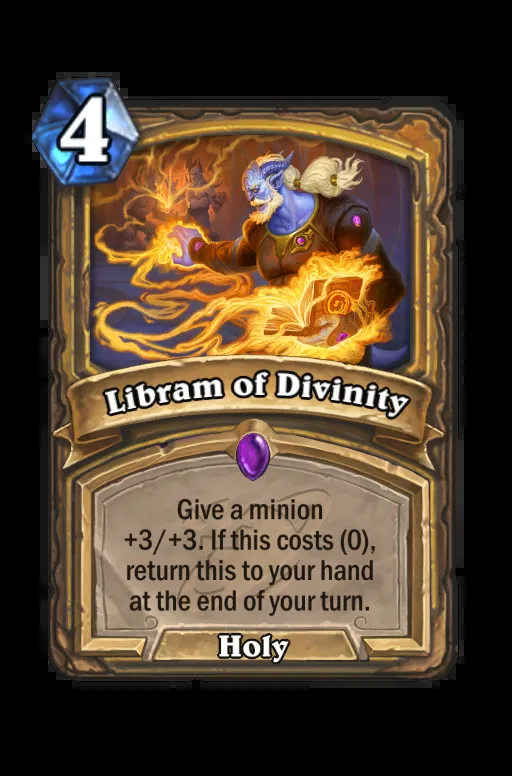 4
Libram of Divinity
Give a minion
+3/+3. If this costs (0),
return this to your hand
at the end of your turn.
Holy